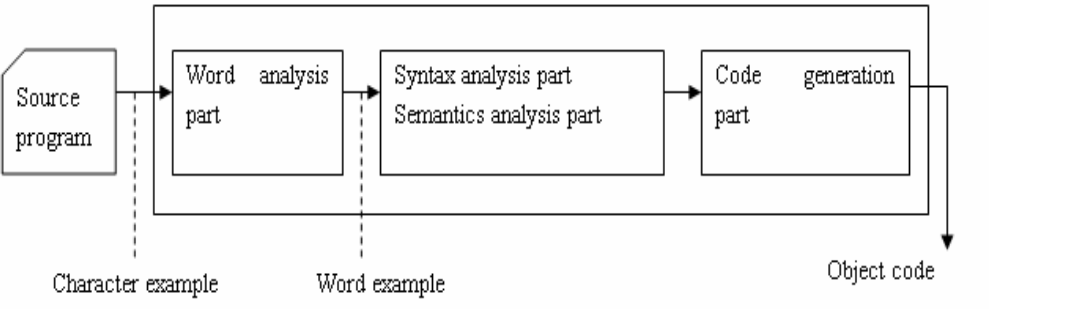 Source
program
Word analysis
part
Syntax analysis part
Semantics analysis part
Code generation
part
Character example
Word example
Object code